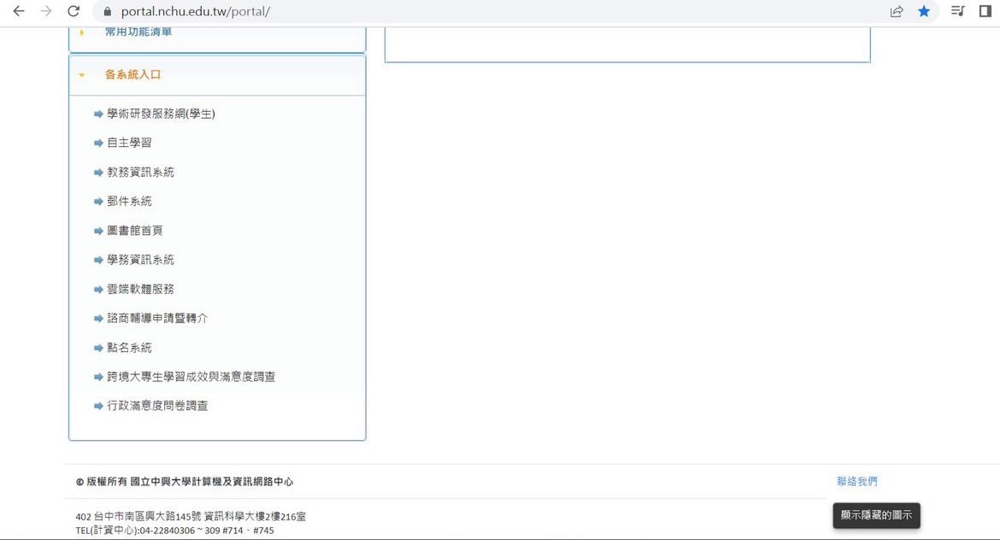 portal.nchu.edu.tw/portal/
常用功能清單
各系統入口
學術研發服務網(學生)
自主學習
教務資訊系統
郵件系統
圖書館首頁
學務資訊系統
雲端軟體服務
諮商輔導申請暨轉介
點名系統
跨境大專生學習成效與滿意度調查
行政滿意度問卷調查
© 版權所有 國立中興大學計算機及資訊網路中心
聯絡我們
402 台中市南區興大路145號 資訊科學大樓2樓216室
顯示隱藏的圖示
TEL(計資中心):04-22840306 ~ 309 #714、#745